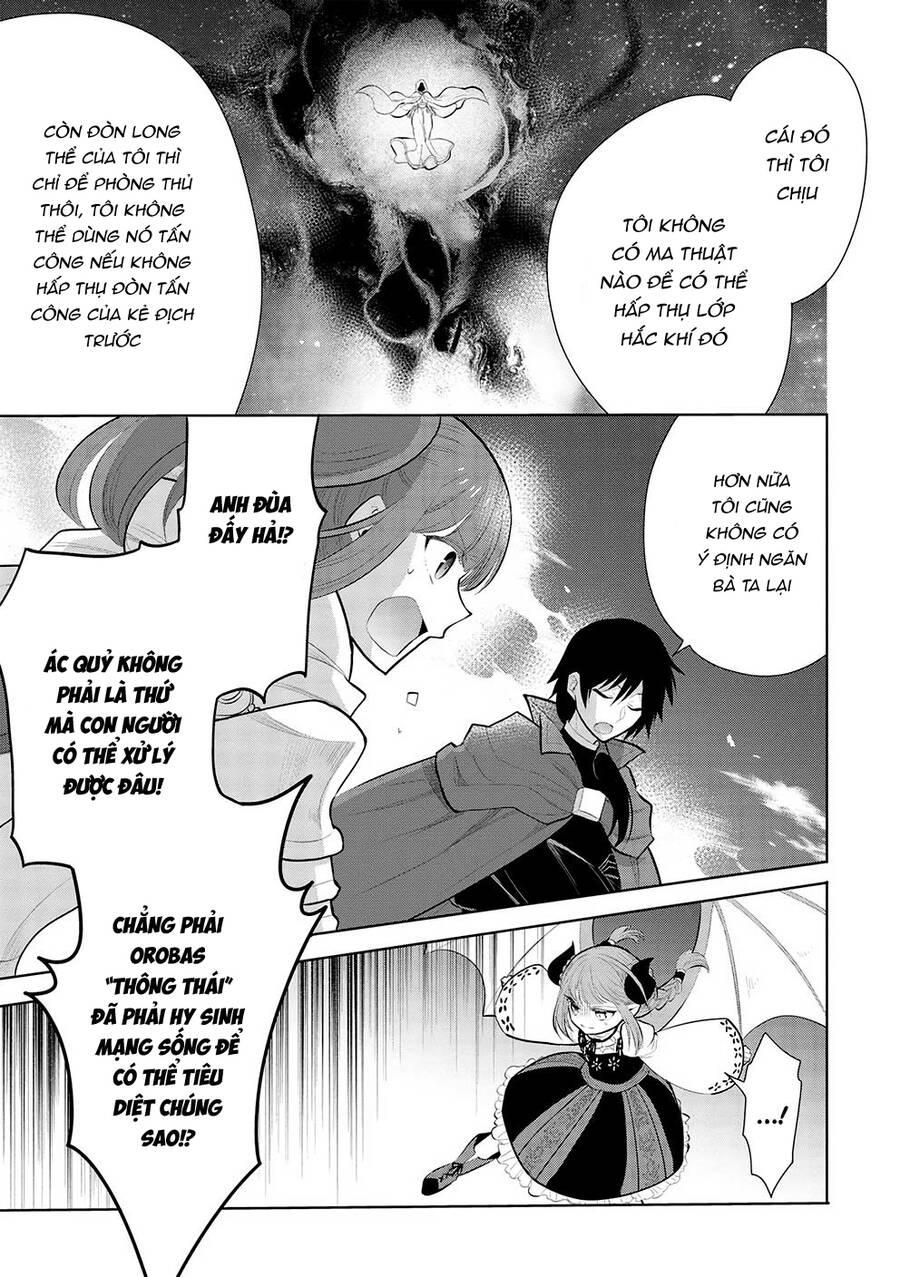 CÁI ĐÓ
THÌ TÔI
CHỊU
TÔI KHÔNG
CÓ MA THUẬT
NÀO ĐỂ CÓ THỂ
HẤP THỤ LỚP
HẮC KHÍ ĐÓ
CÒN ĐÒN LONG
THỂ CỦA TÔI THÌ
CHỈ ĐỂ PHÒNG THỦ
THÔI, TÔI KHÔNG
THỂ DÙNG NÓ TẤN
CÔNG NẾU KHÔNG
HẤP THỤ ĐÒN TẤN
CÔNG CỦA KẺ ĐỊCH
TRƯỚC
HƠN NỮA
TÔI CŨNG
KHÔNG CÓ
Ý ĐỊNH NGĂN
BÀ TA LẠI
ANH ĐÙA
ĐẤY HẢ!?
ÁC QUỶ KHÔNG
PHẢI LÀ THỨ
MÀ CON NGƯỜI
CÓ THỂ XỬ LÝ
ĐƯỢC ĐÂU!
CHẲNG PHẢI
OROBAS
"THÔNG THÁI"
ĐÃ PHẢI HY SINH
MẠNG SỐNG ĐỂ
CÓ THỂ TIÊU
DIỆT CHÚNG
SAO!?
...!